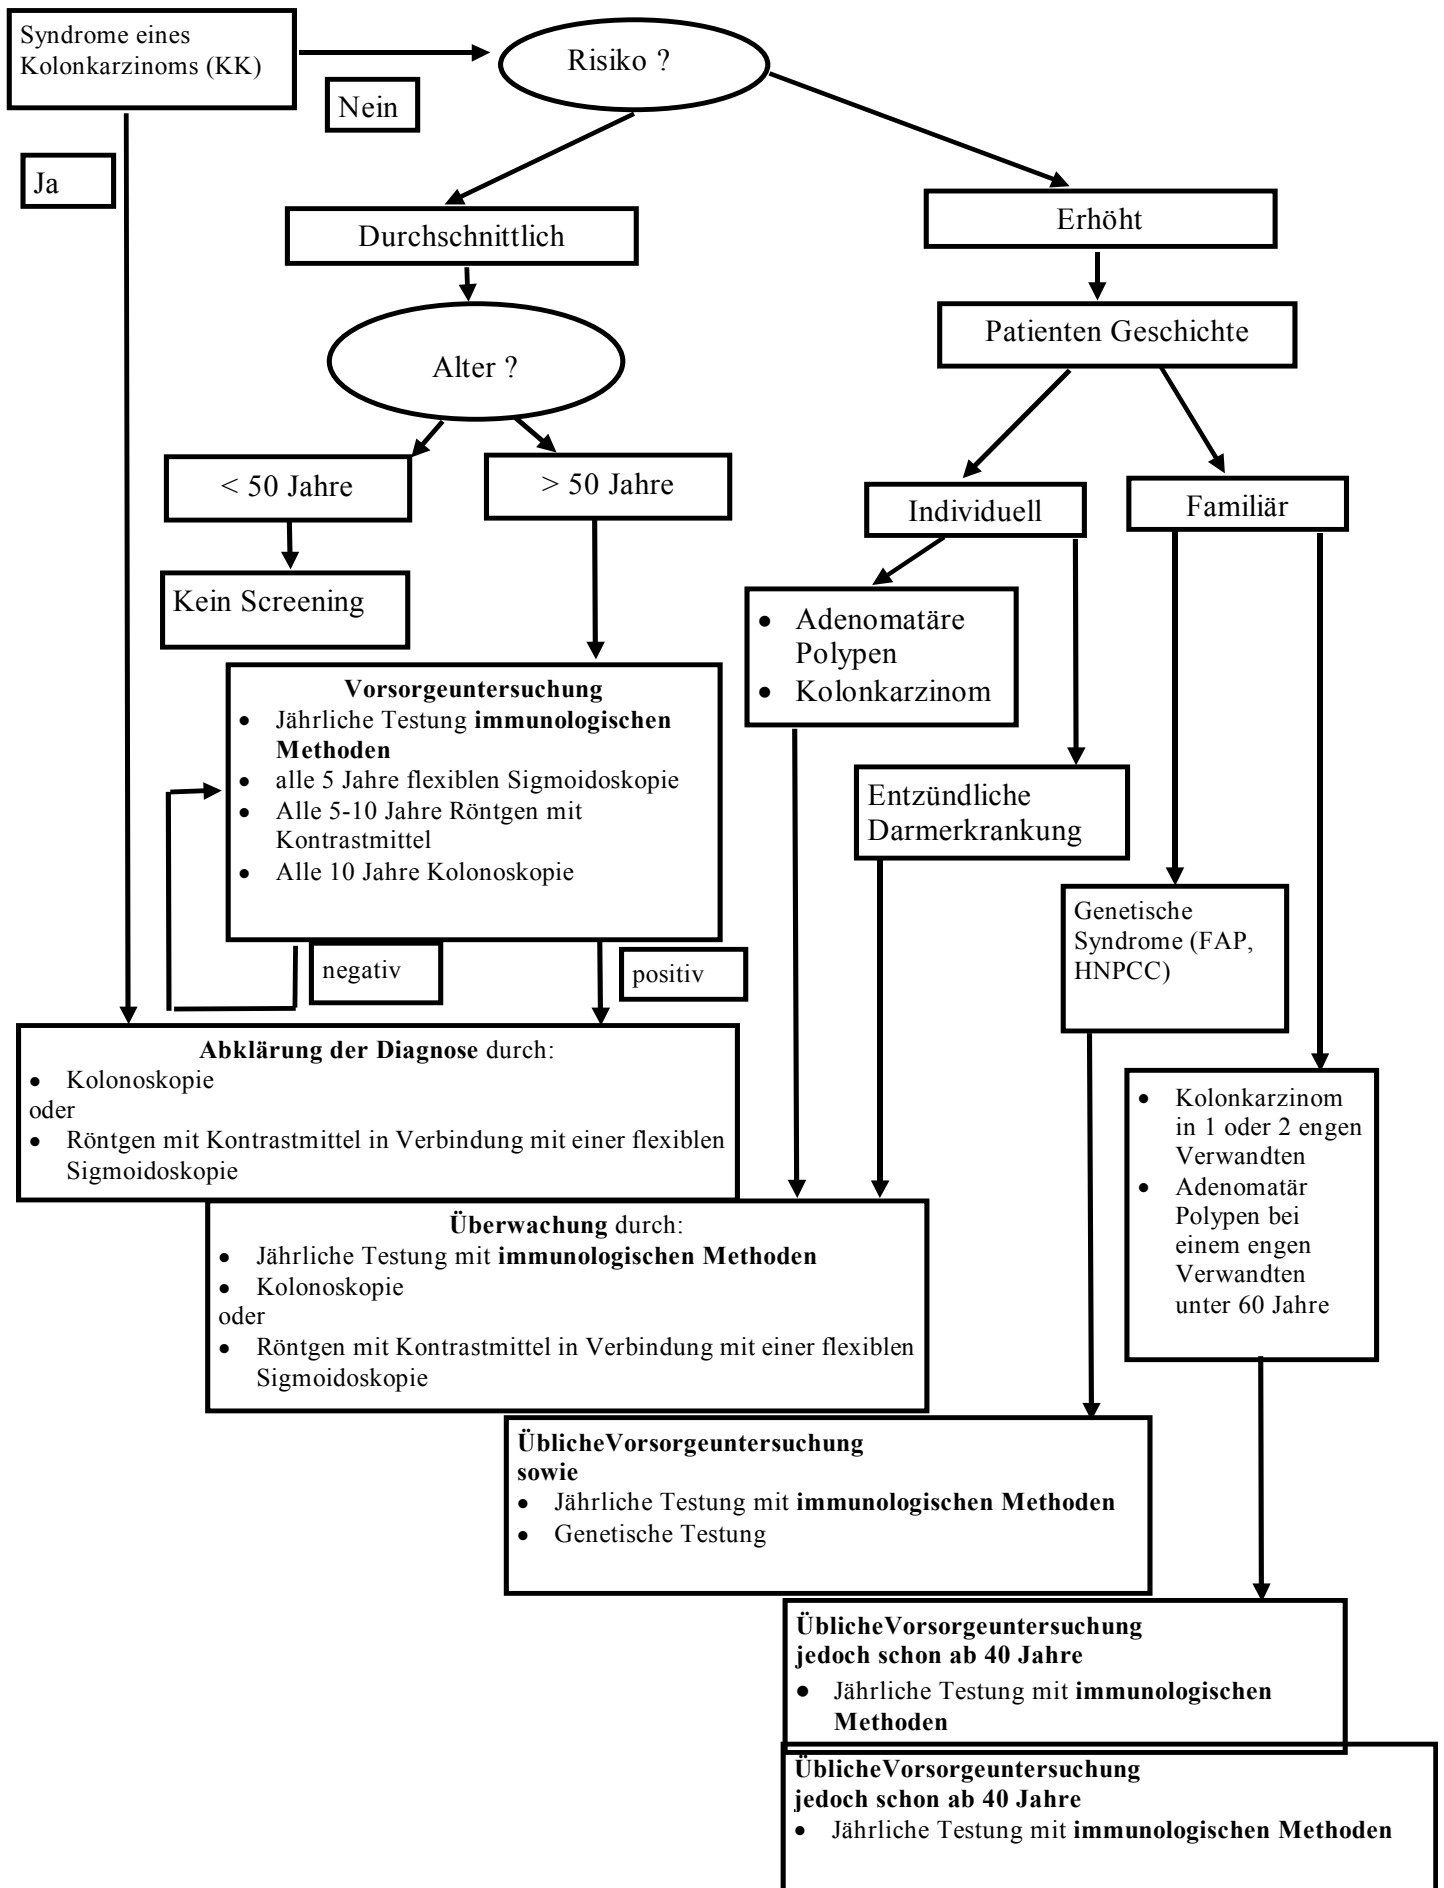 Syndrome eines
Kolonkarzinoms (KK)
Risiko ?
Nein
Ja
Durchschnittlich
Erhöht
Patienten Geschichte
Alter ?
< 50 Jahre
> 50 Jahre
Individuell
Familiär
Kein Screening
• Adenomatäre
Polypen
• Kolonkarzinom
Vorsorgeuntersuchung
• Jährliche Testung immunologischen
Methoden
• alle 5 Jahre flexiblen Sigmoidoskopie
• Alle 5-10 Jahre Röntgen mit
Kontrastmittel
• Alle 10 Jahre Kolonoskopie
Entzündliche
Darmerkrankung
Genetische
Syndrome (FAP,
HNPCC)
negativ
positiv
Abklärung der Diagnose durch:
• Kolonoskopie
oder
• Röntgen mit Kontrastmittel in Verbindung mit einer flexiblen
Sigmoidoskopie
• Kolonkarzinom
in 1 oder 2 engen
Verwandten
• Adenomatär
Polypen bei
einem engen
Verwandten
unter 60 Jahre
Überwachung durch:
• Jährliche Testung mit immunologischen Methoden
• Kolonoskopie
oder
• Röntgen mit Kontrastmittel in Verbindung mit einer flexiblen
Sigmoidoskopie
ÜblicheVorsorgeuntersuchung
sowie
• Jährliche Testung mit immunologischen Methoden
• Genetische Testung
ÜblicheVorsorgeuntersuchung
jedoch schon ab 40 Jahre
• Jährliche Testung mit immunologischen
Methoden
ÜblicheVorsorgeuntersuchung
jedoch schon ab 40 Jahre
• Jährliche Testung mit immunologischen Methoden